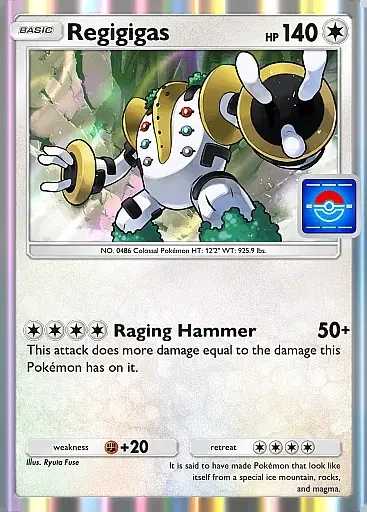 BASIC Regigigas HP 140
NO. 0486 Colossal Pokémon HT: 12'2" WT: 925.9 lbs.
Raging Hammer 50+
This attack does more damage equal to the damage this
Pokémon has on it.
weakness +20 retreat
Illus. Ryuta Fuse
It is said to have made Pokémon that look like
itself from a special ice mountain, rocks,
and magma.